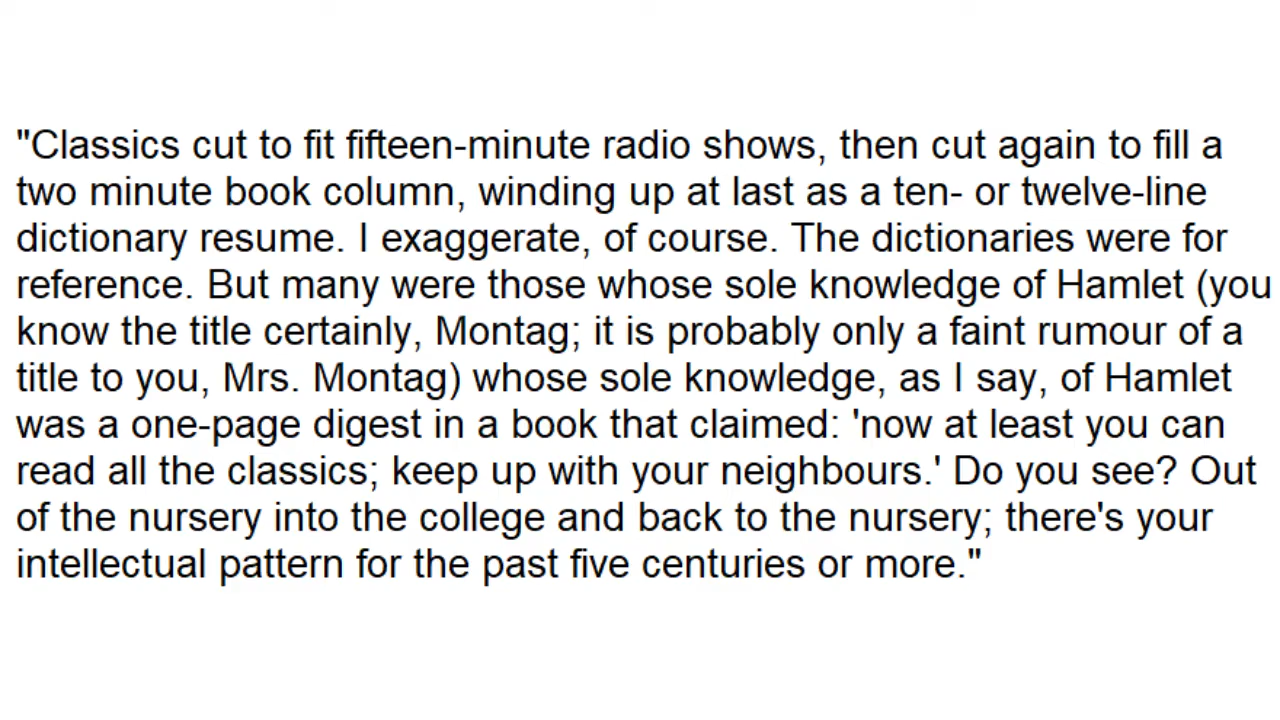 "Classics cut to fit fifteen-minute radio shows, then cut again to fill a
two minute book column, winding up at last as a ten- or twelve-line
dictionary resume. I exaggerate, of course. The dictionaries were for
reference. But many were those whose sole knowledge of Hamlet (you
know the title certainly, Montag; it is probably only a faint rumour of a
title to you, Mrs. Montag) whose sole knowledge, as I say, of Hamlet
was a one-page digest in a book that claimed: 'now at least you can
read all the classics; keep up with your neighbours.' Do you see? Out
of the nursery into the college and back to the nursery; there's your
intellectual pattern for the past five centuries or more."